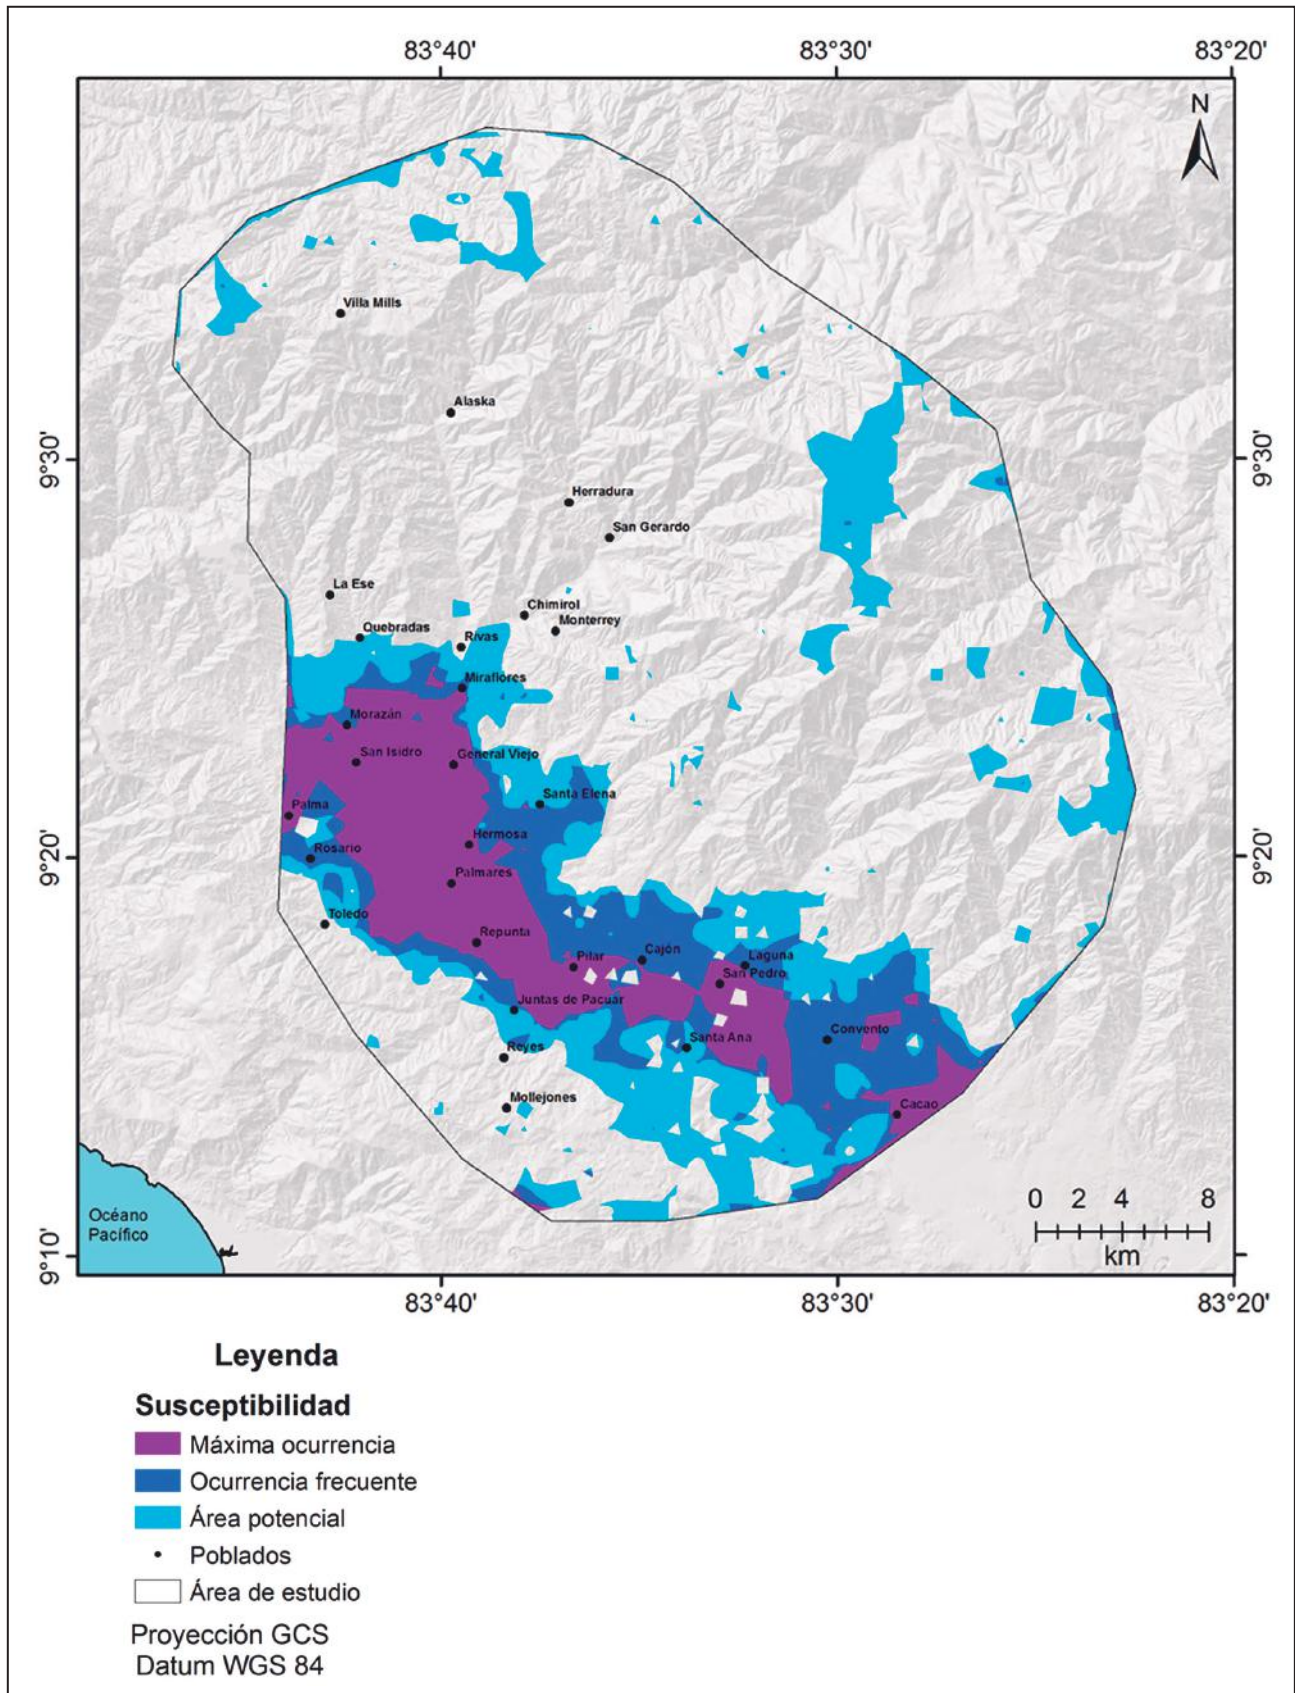 83°40'
83°30'
83°20'
N
Villa Mills
Alaska
9°30'
9°30'
Herradura
San Gerardo
La Ese
Chimirol
Quebradas
Monterrey
Rivas
Miraflores
Morazán
San Isidro
General Viejo
Santa Elena
Palma
Hermosa
Rosario
9°20'
9°20'
Palmares
Toledo
Repunta
Cajón
Pilar
Laguna
San Pedro
Juntas de Pacuar
Convento
Santa Ana
Reyes
Mollejones
Cacao
0 2 4 8
km
Océano
Pacífico
9°10'
83°40'
83°30'
83°20'
Leyenda
Susceptibilidad
Máxima ocurrencia
Ocurrencia frecuente
Área potencial
Poblados
Área de estudio
Proyección GCS
Datum WGS 84